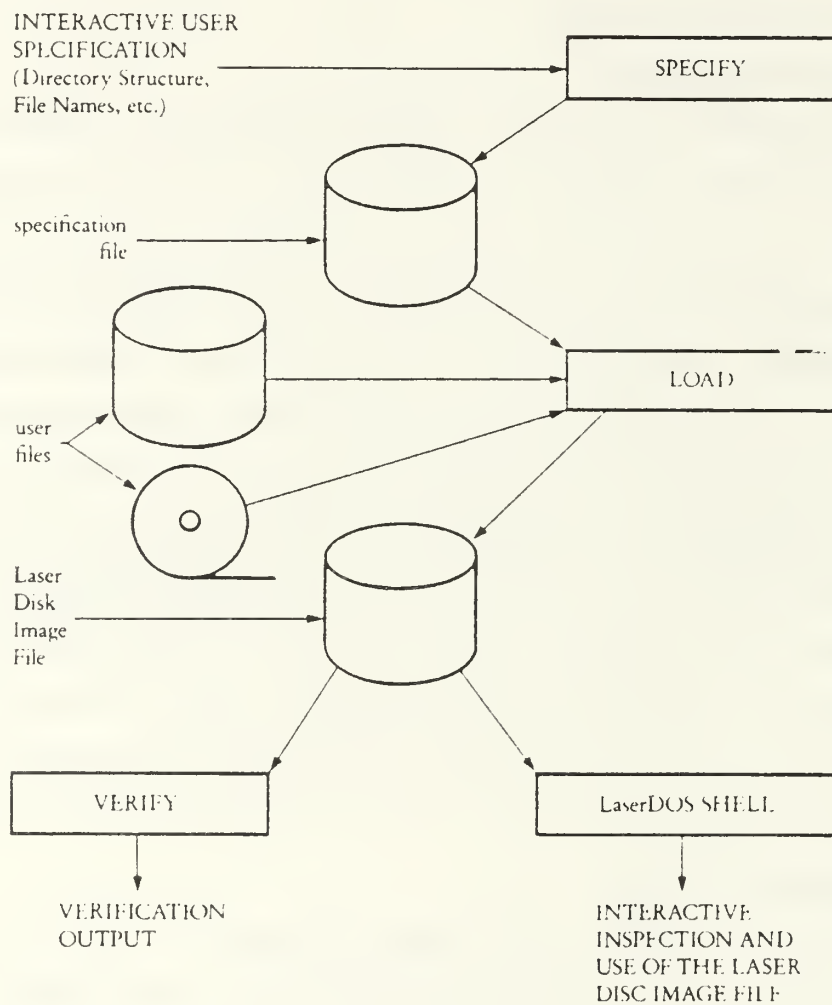 INTERACTIVE USER
SPECIFICATION
(Directory Structure,
File Names, etc.)
SPECIFY
specification
file
LOAD
user
files
Laser
Disk
Image
File
VERIFY
LaserDOS SHELL
VERIFICATION
OUTPUT
INTERACTIVE
INSPECTION AND
USE OF THE LASER
DISC IMAGE FILE